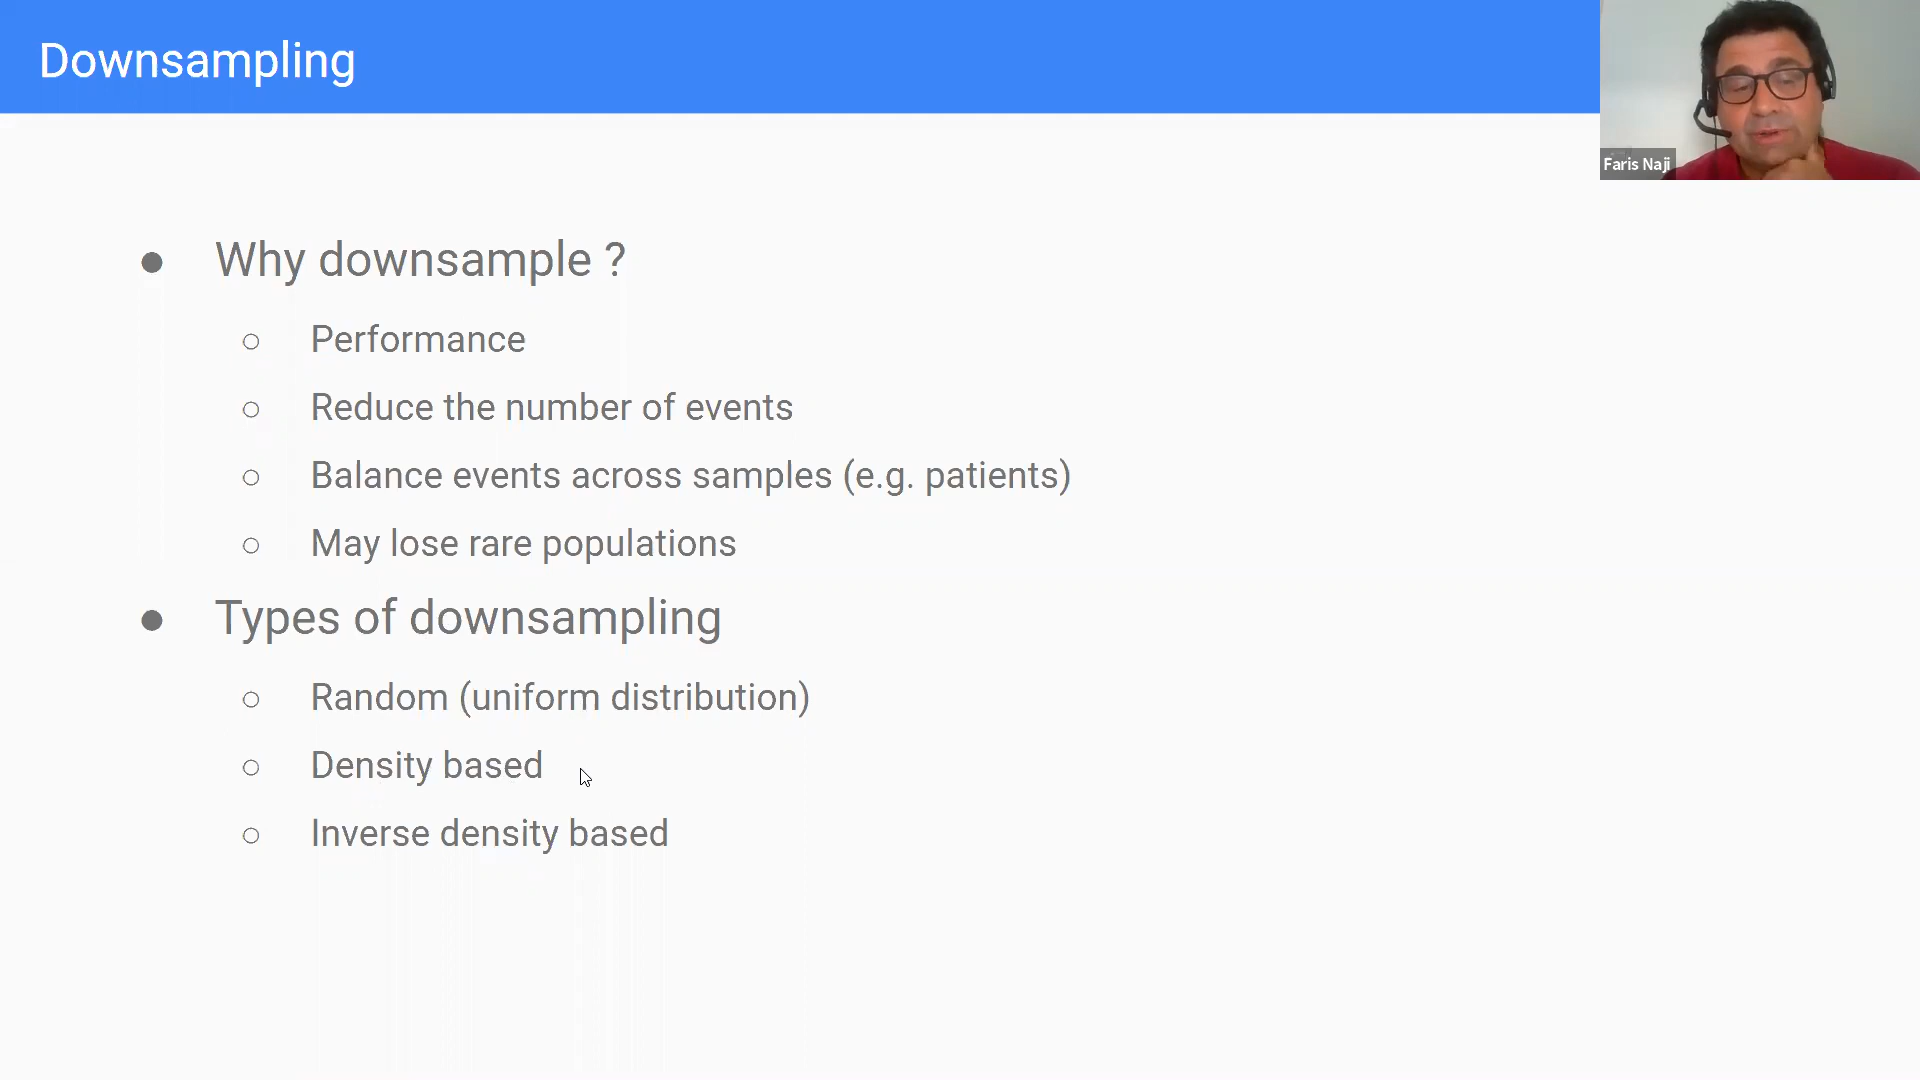 Downsampling
Faris Naji
● Why downsample ?
○ Performance
○ Reduce the number of events
○ Balance events across samples (e.g. patients)
○ May lose rare populations
● Types of downsampling
○ Random (uniform distribution)
○ Density based
○ Inverse density based